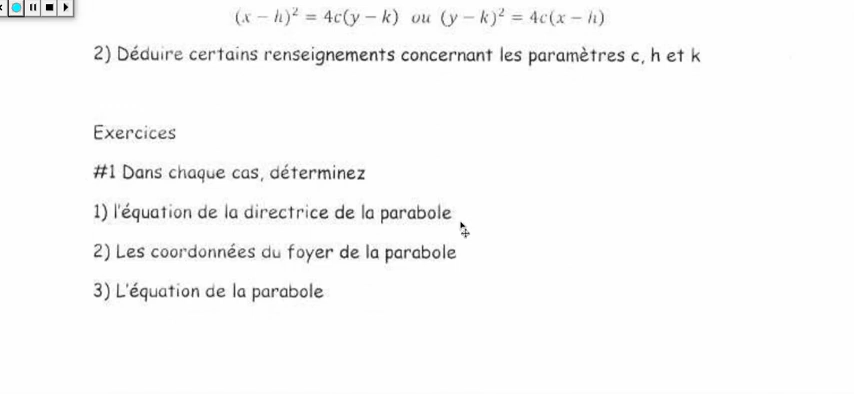 (x − h)² = 4c(y − k) ou (y − k)² = 4c(x − h)
2) Déduire certains renseignements concernant les paramètres c, h et k
Exercices
#1 Dans chaque cas, déterminez
1) l'équation de la directrice de la parabole
2) Les coordonnées du foyer de la parabole
3) L'équation de la parabole